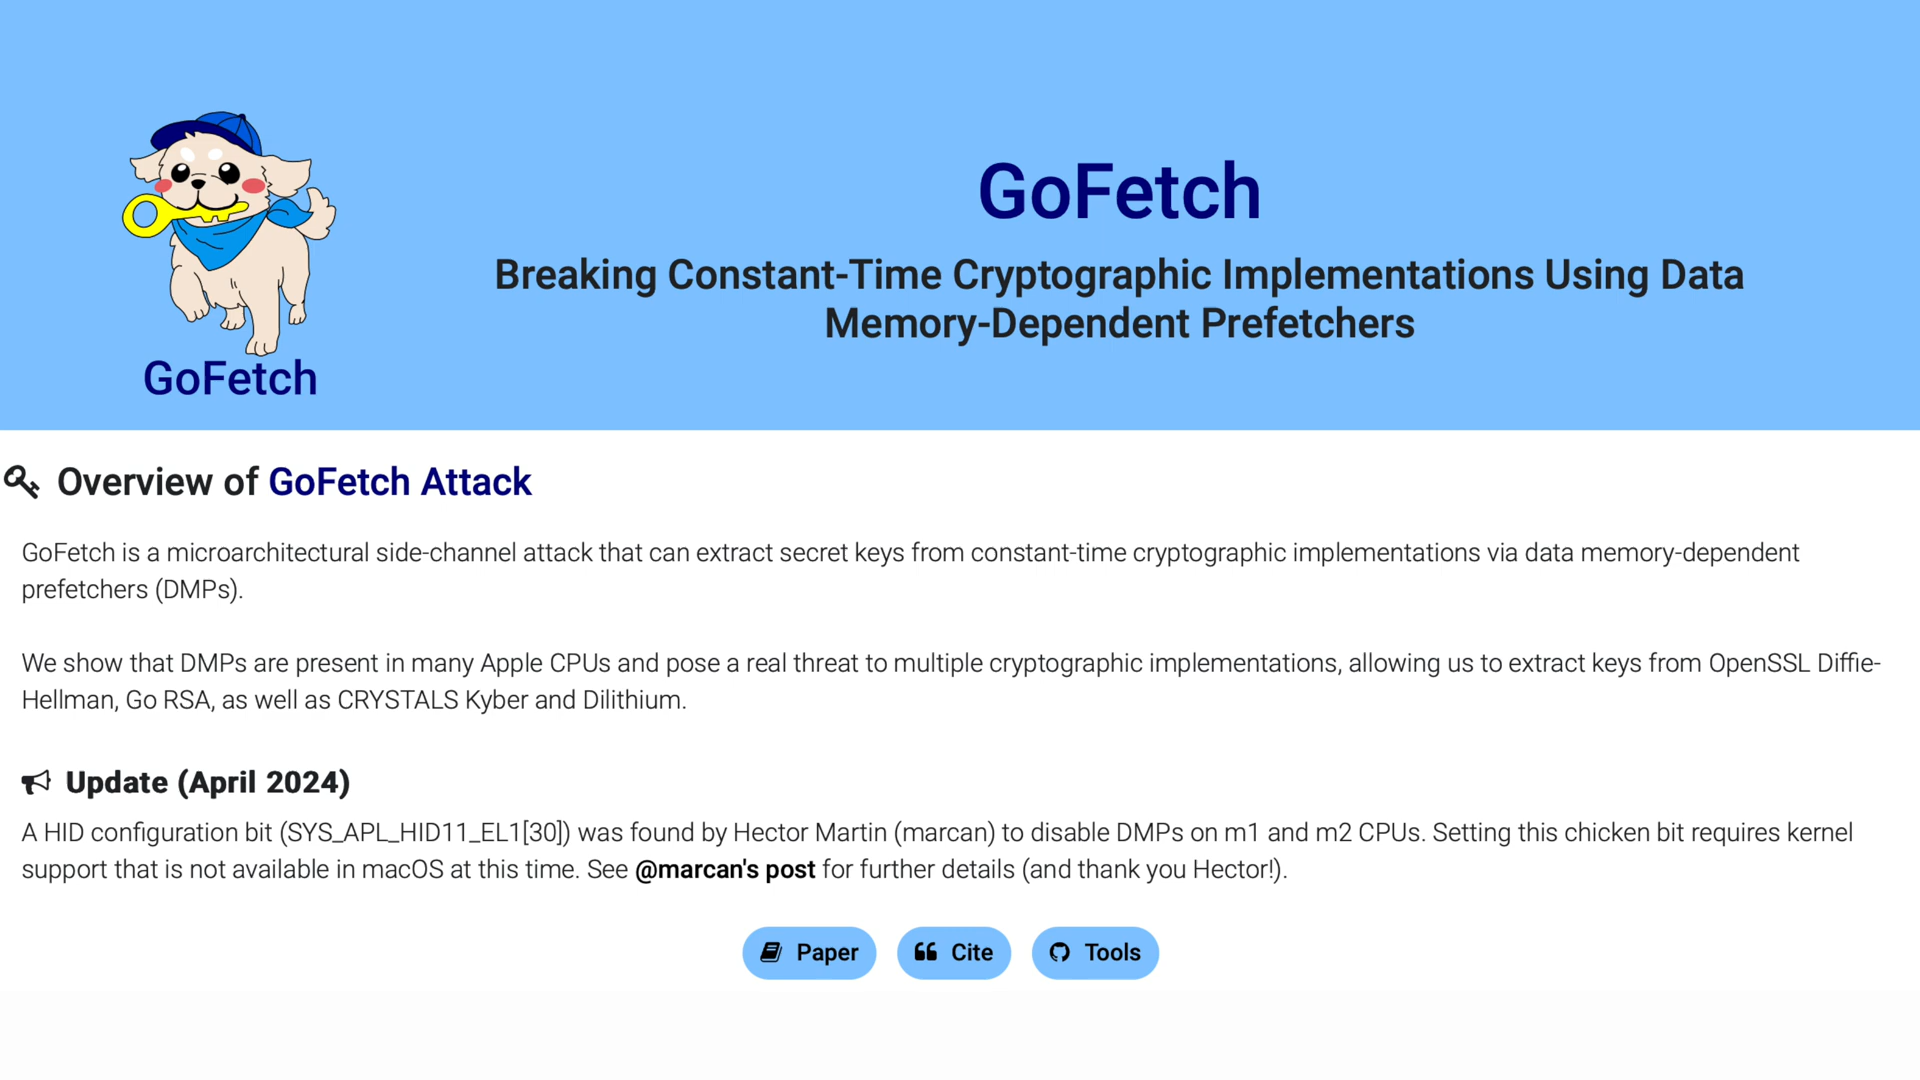 GoFetch
GoFetch
Breaking Constant-Time Cryptographic Implementations Using Data
Memory-Dependent Prefetchers
Overview of GoFetch Attack
GoFetch is a microarchitectural side-channel attack that can extract secret keys from constant-time cryptographic implementations via data memory-dependent
prefetchers (DMPs).
We show that DMPs are present in many Apple CPUs and pose a real threat to multiple cryptographic implementations, allowing us to extract keys from OpenSSL Diffie-
Hellman, Go RSA, as well as CRYSTALS Kyber and Dilithium.
Update (April 2024)
A HID configuration bit (SYS_APL_HID11_EL1[30]) was found by Hector Martin (marcan) to disable DMPs on m1 and m2 CPUs. Setting this chicken bit requires kernel
support that is not available in macOS at this time. See @marcan's post for further details (and thank you Hector!).
Paper
Cite
Tools